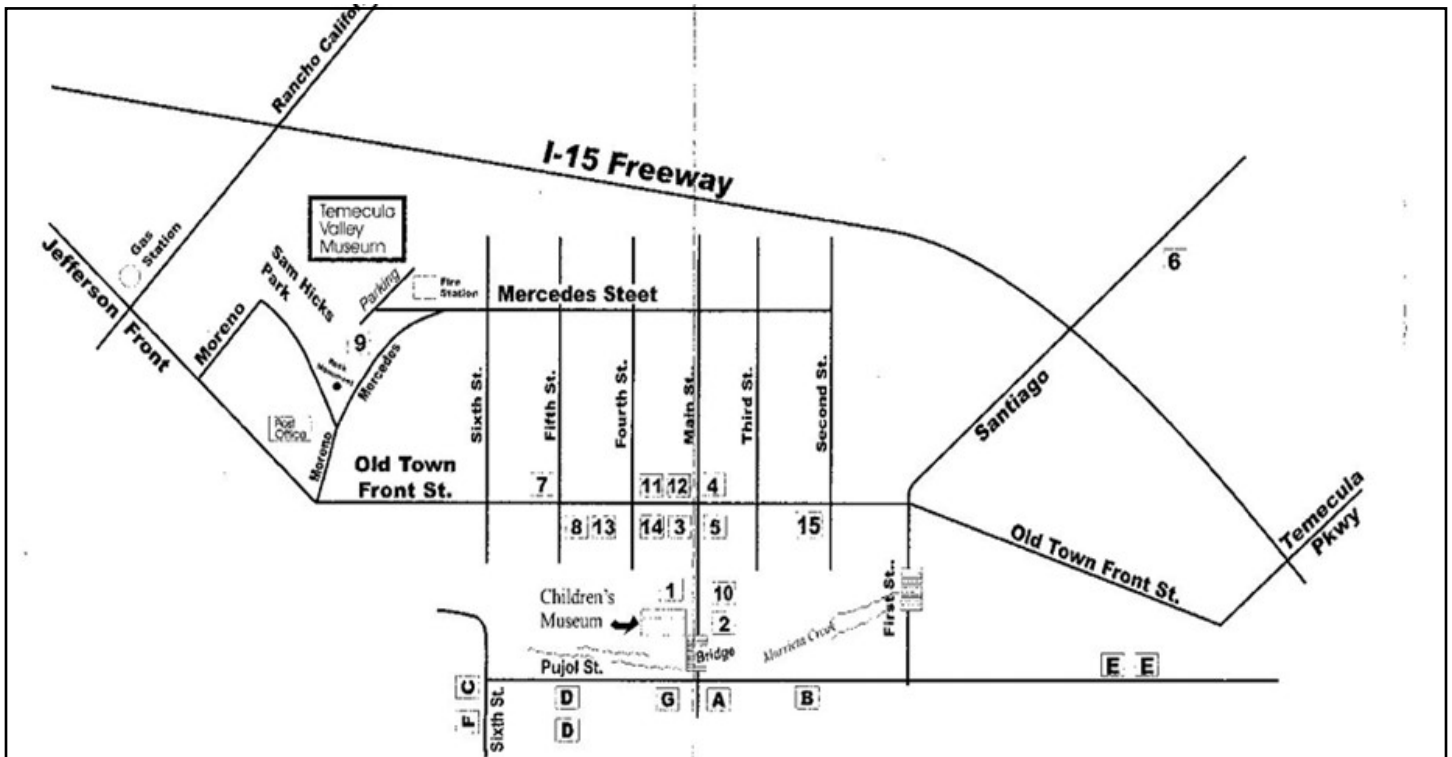 Rancho Califo
I-15 Freeway
Temecula
Valley
Museum
Gas
Station
Jefferson
Front
Sam Hicks
Park
Parking
Fire
Station
Mercedes Steet
6
Moreno
9
Monument
Mercedes
Post
Office
Moreno
Sixth St.
Fifth St.
Fourth St.
Main St..
Third St.
Second St.
Santiago
Old Town
Front St.
7
11
12
4
8
13
14
3
5
15
Old Town Front St.
Temecula
Pkwy
Children's
Museum
1
10
2
Murrieta Creek
First St...
Bridge
Pujol St.
E
E
C
D
G
A
B
F
D
Sixth St.